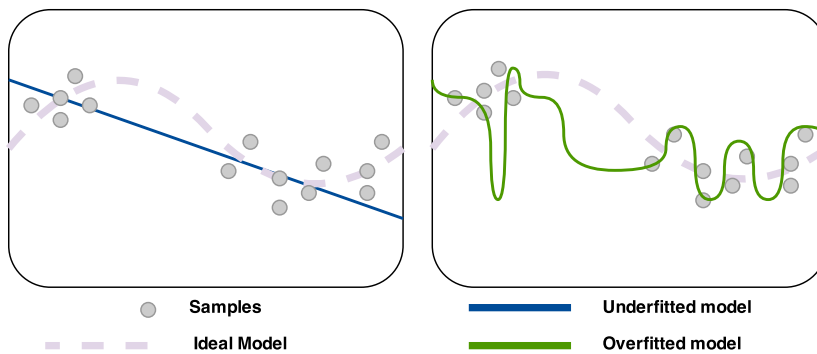 Samples
Underfitted model
Ideal Model
Overfitted model